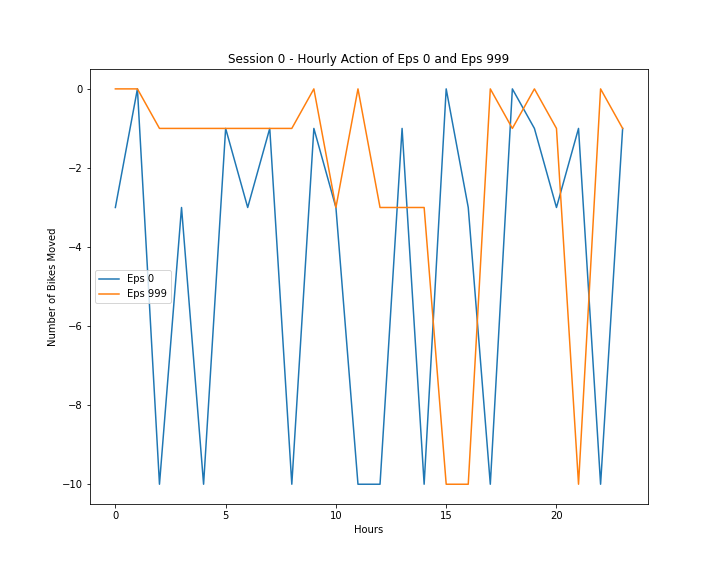 Session 0 - Hourly Action of Eps 0 and Eps 999
Number of Bikes Moved
0
−2
−4
−6
−8
−10
Eps 0
Eps 999
0
5
10
15
20
Hours